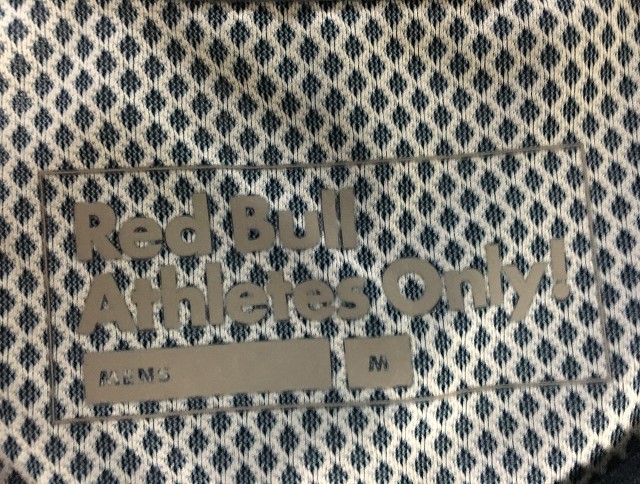 Red Bull
Athletes Only!
MENS M